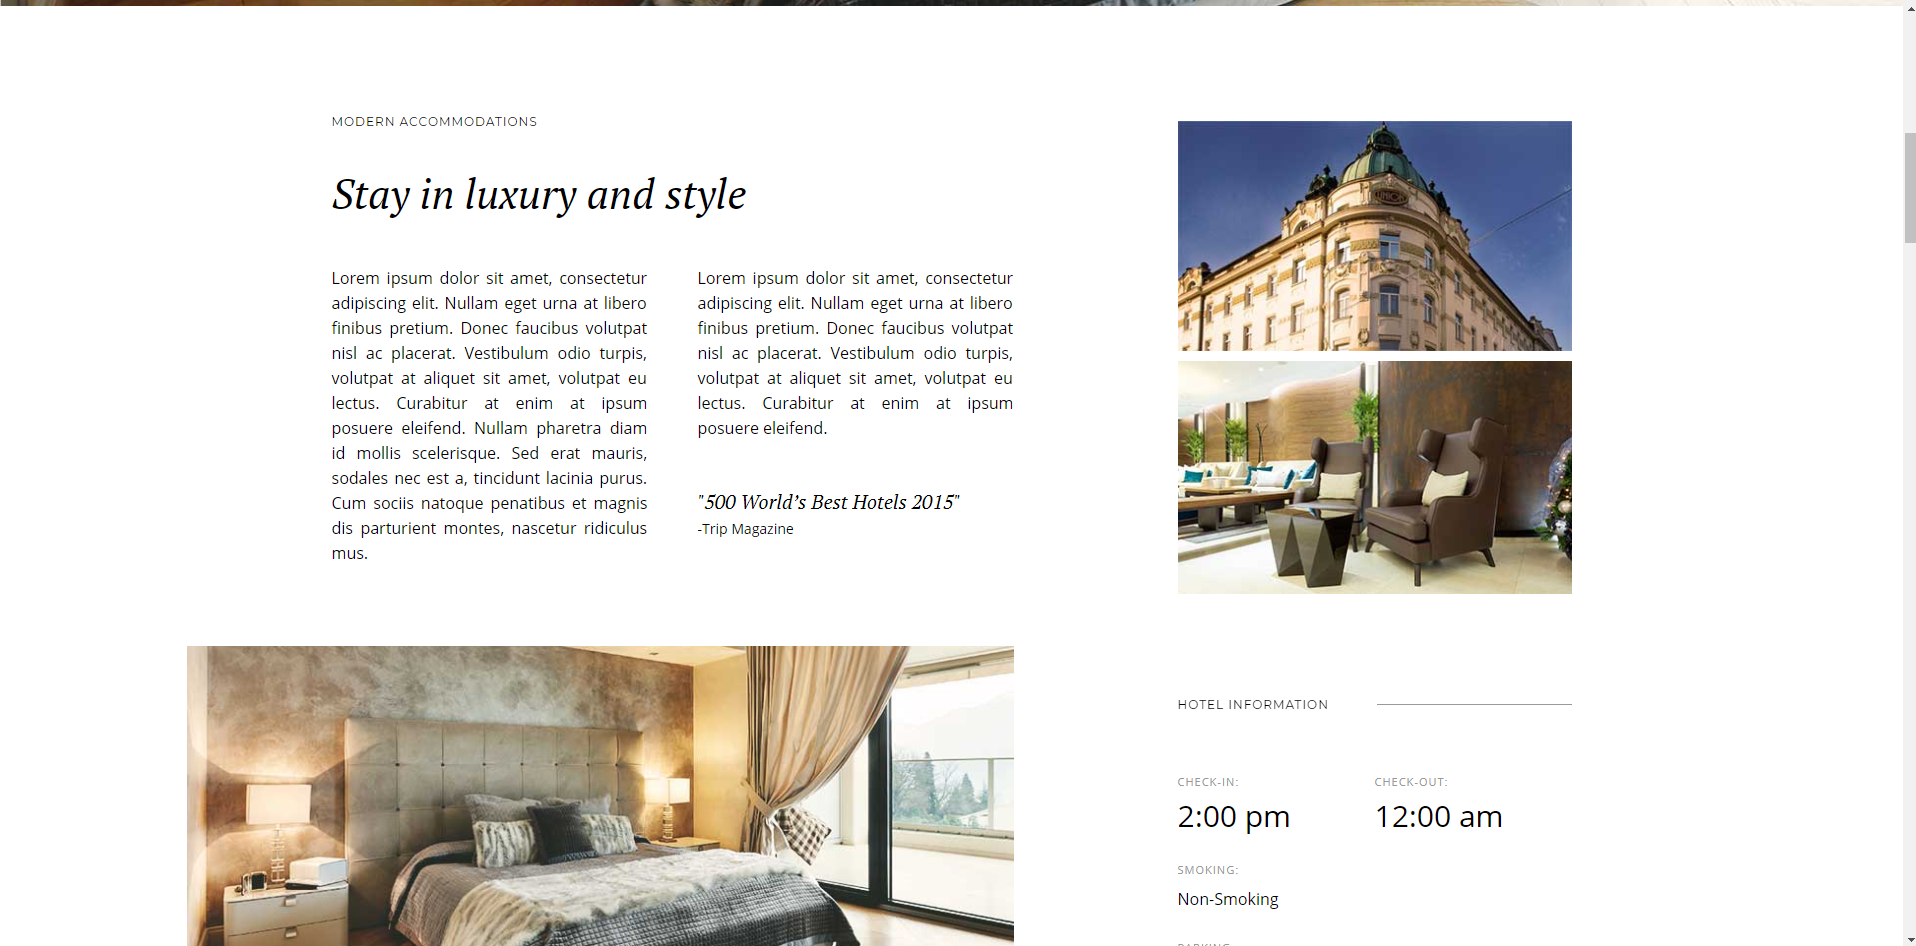 MODERN ACCOMMODATIONS
Stay in luxury and style
Lorem ipsum dolor sit amet, consectetur
adipiscing elit. Nullam eget urna at libero
finibus pretium. Donec faucibus volutpat
nisl ac placerat. Vestibulum odio turpis,
volutpat at aliquet sit amet, volutpat eu
lectus. Curabitur at enim at ipsum
posuere eleifend. Nullam pharetra diam
id mollis scelerisque. Sed erat mauris,
sodales nec est a, tincidunt lacinia purus.
Cum sociis natoque penatibus et magnis
dis parturient montes, nascetur ridiculus
mus.
Lorem ipsum dolor sit amet, consectetur
adipiscing elit. Nullam eget urna at libero
finibus pretium. Donec faucibus volutpat
nisl ac placerat. Vestibulum odio turpis,
volutpat at aliquet sit amet, volutpat eu
lectus. Curabitur at enim at ipsum
posuere eleifend.
"500 World’s Best Hotels 2015"
-Trip Magazine
UNION
HOTEL INFORMATION
CHECK-IN:
2:00 pm
CHECK-OUT:
12:00 am
SMOKING:
Non-Smoking